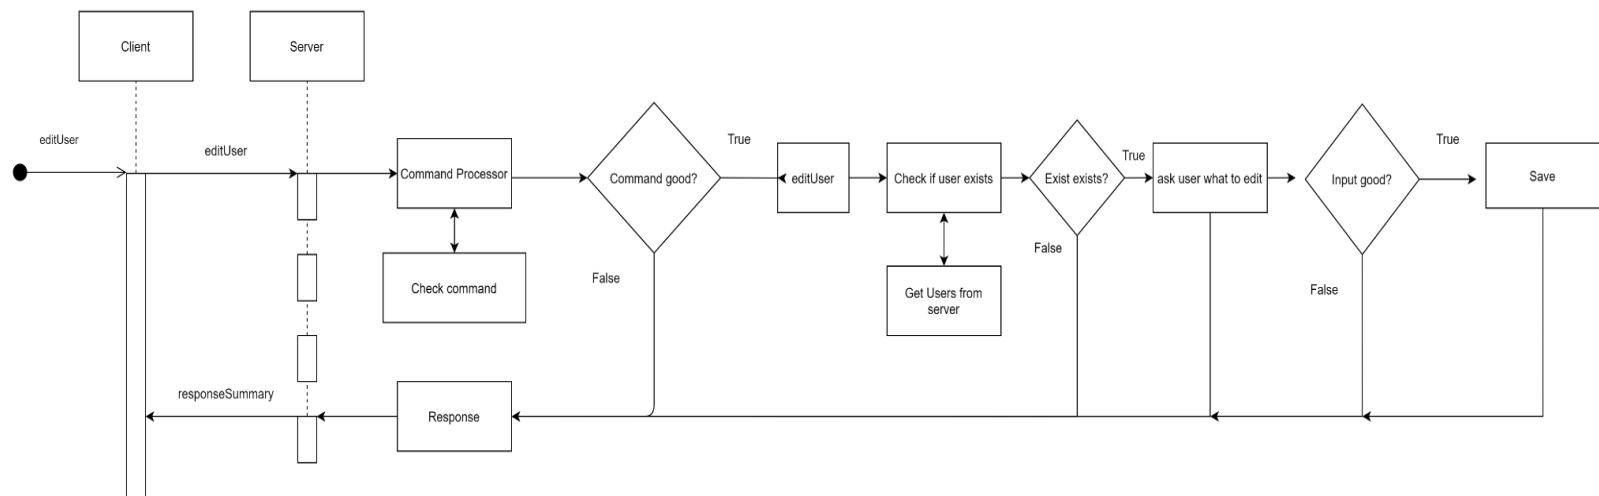 Client
Server
editUser
editUser
Command Processor
Command good?
True
editUser
Check if user exists
Exist exists?
True
ask user what to edit
Input good?
True
Save
Check command
False
Get Users from
server
False
False
responseSummary
Response